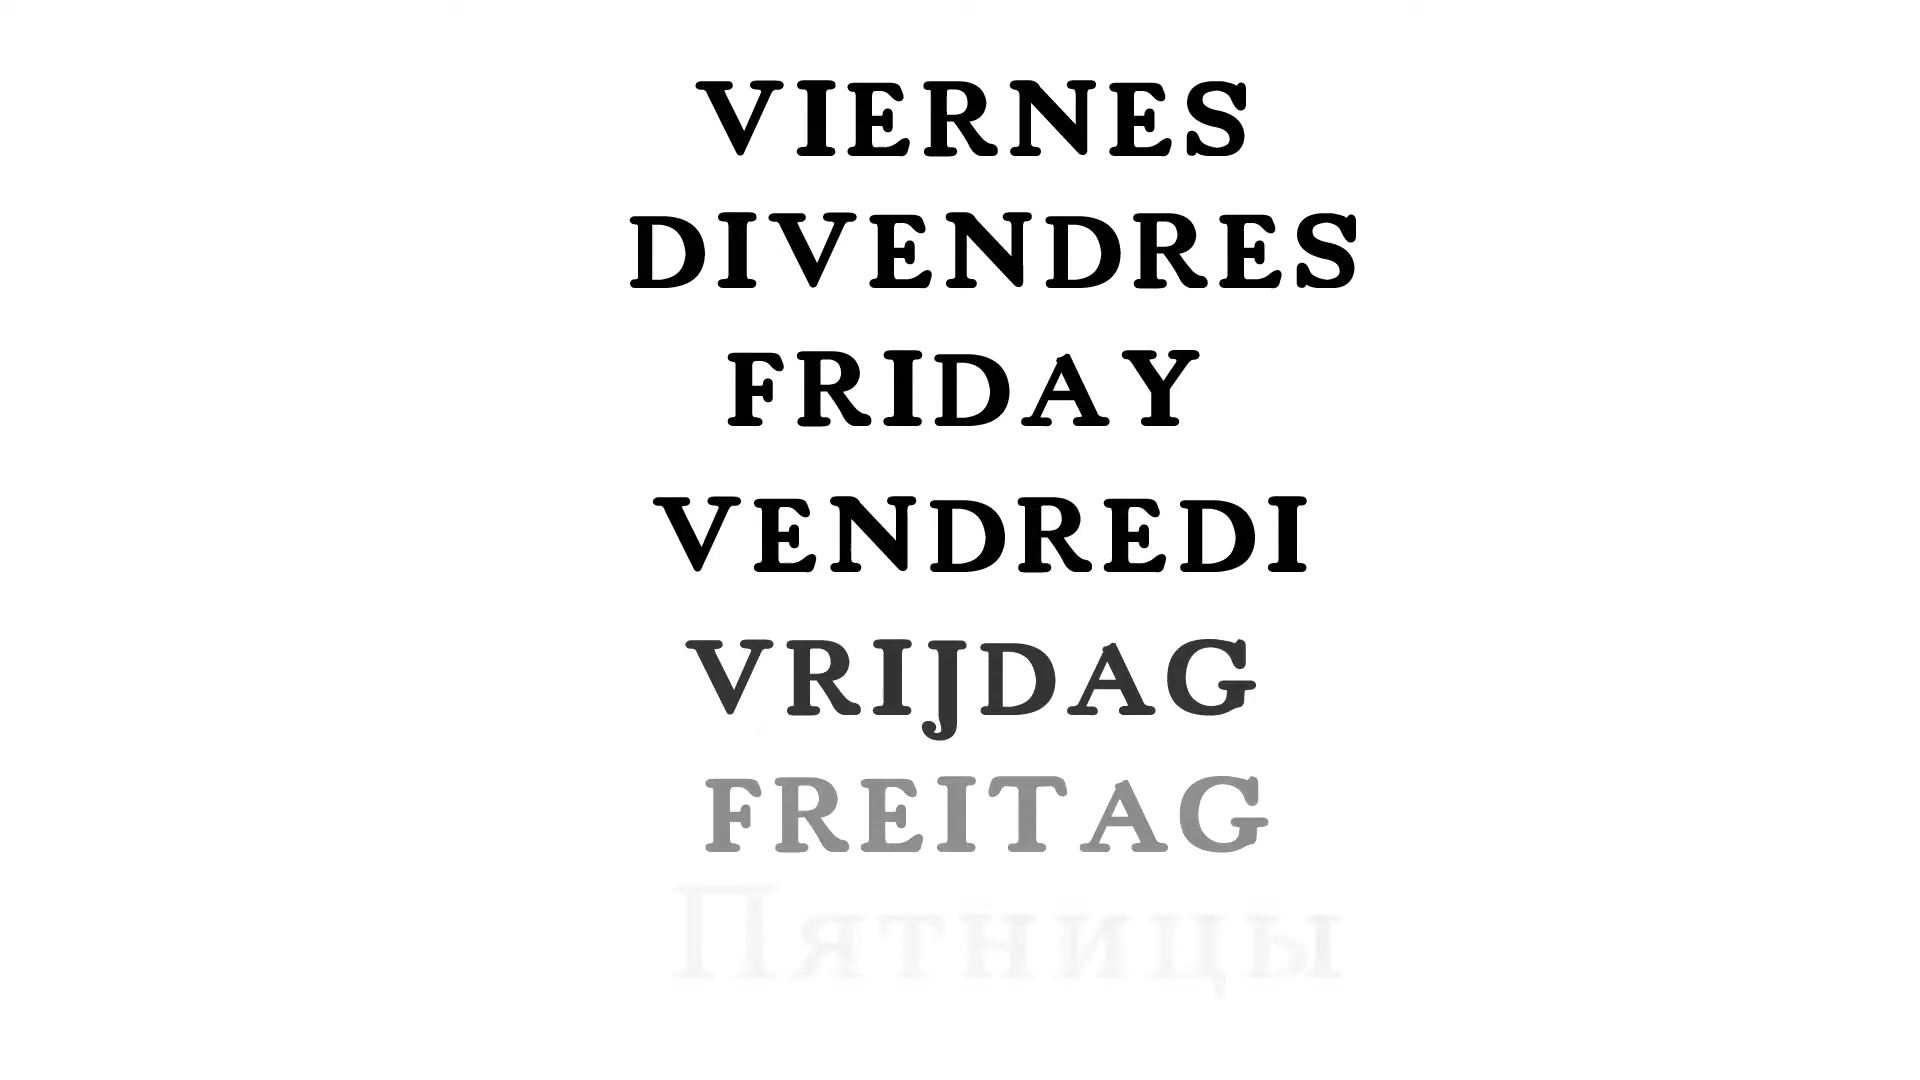 VIERNES
DIVENDRES
FRIDAY
VENDREDI
VRIJDAG
FREITAG
Пятницы